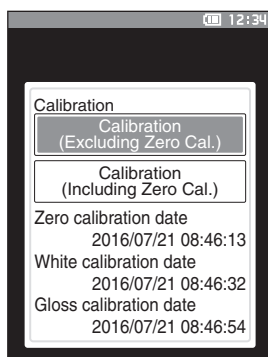 12:34
Calibration
Calibration
(Excluding Zero Cal.)
Calibration
(Including Zero Cal.)
Zero calibration date
2016/07/21 08:46:13
White calibration date
2016/07/21 08:46:32
Gloss calibration date
2016/07/21 08:46:54